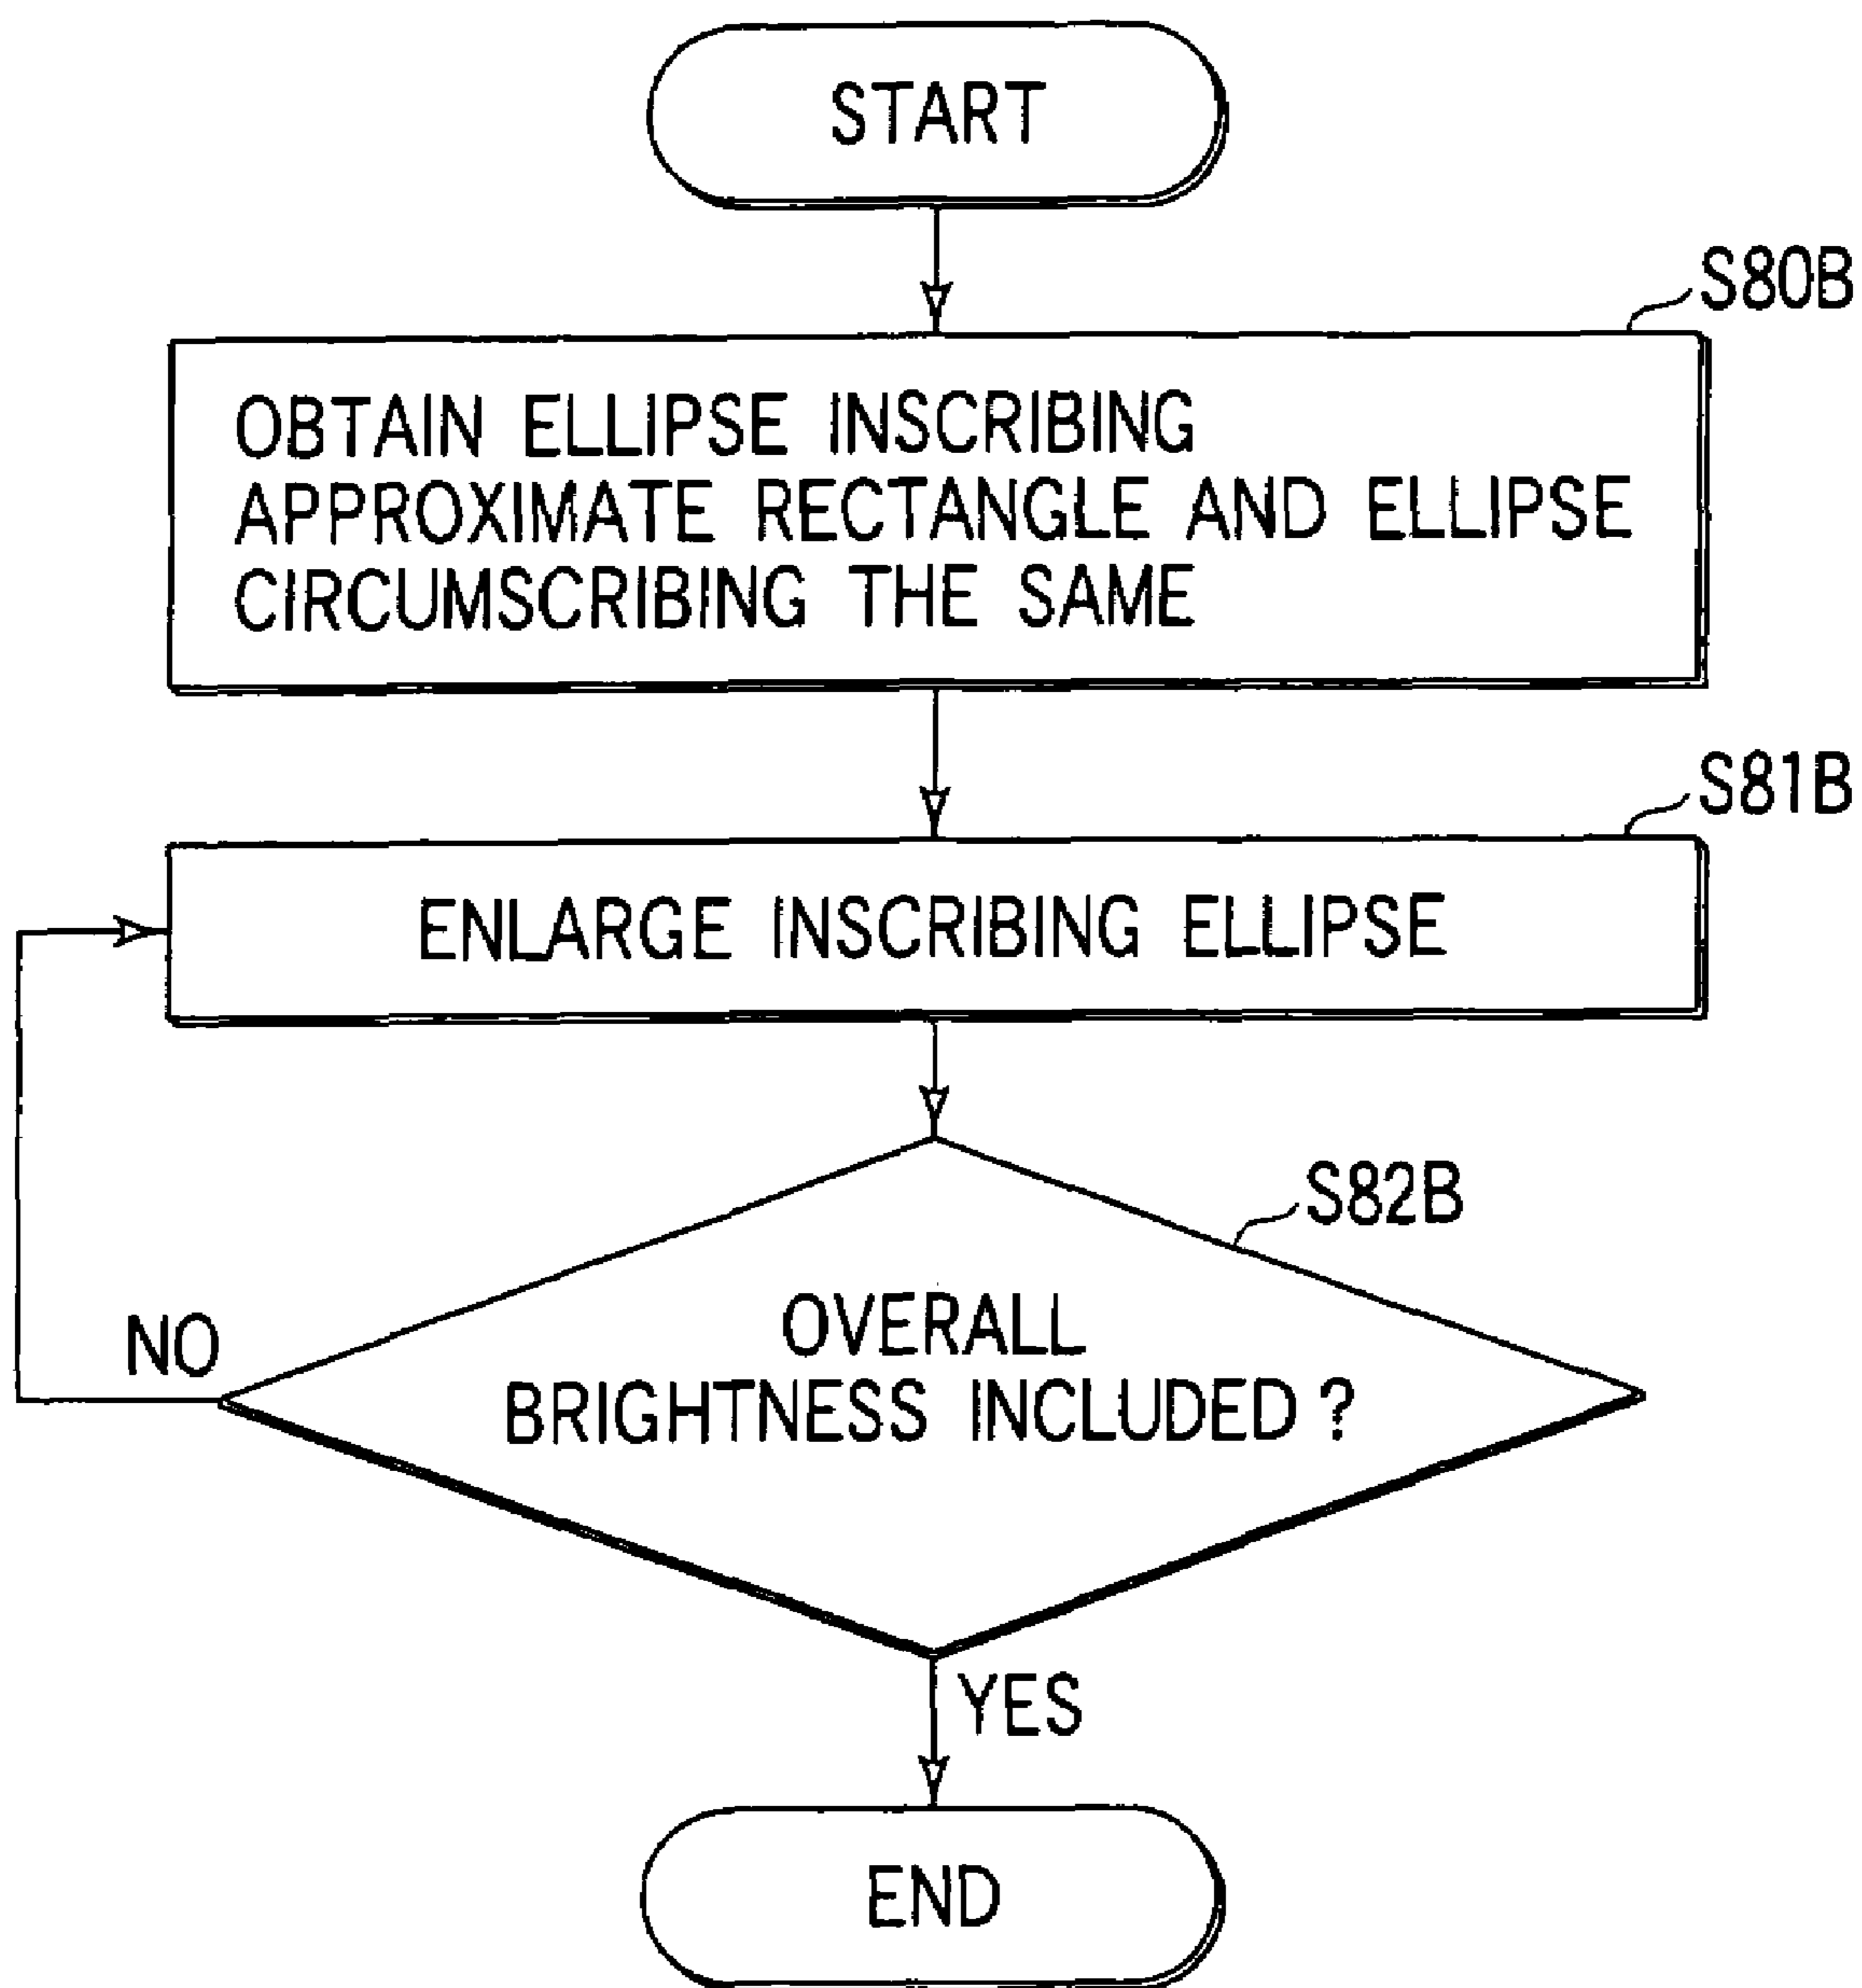 START
S80B
OBTAIN ELLIPSE INSCRIBING
APPROXIMATE RECTANGLE AND ELLIPSE
CIRCUMSCRIBING THE SAME
S81B
ENLARGE INSCRIBING ELLIPSE
S82B
OVERALL
BRIGHTNESS INCLUDED ?
NO
YES
END